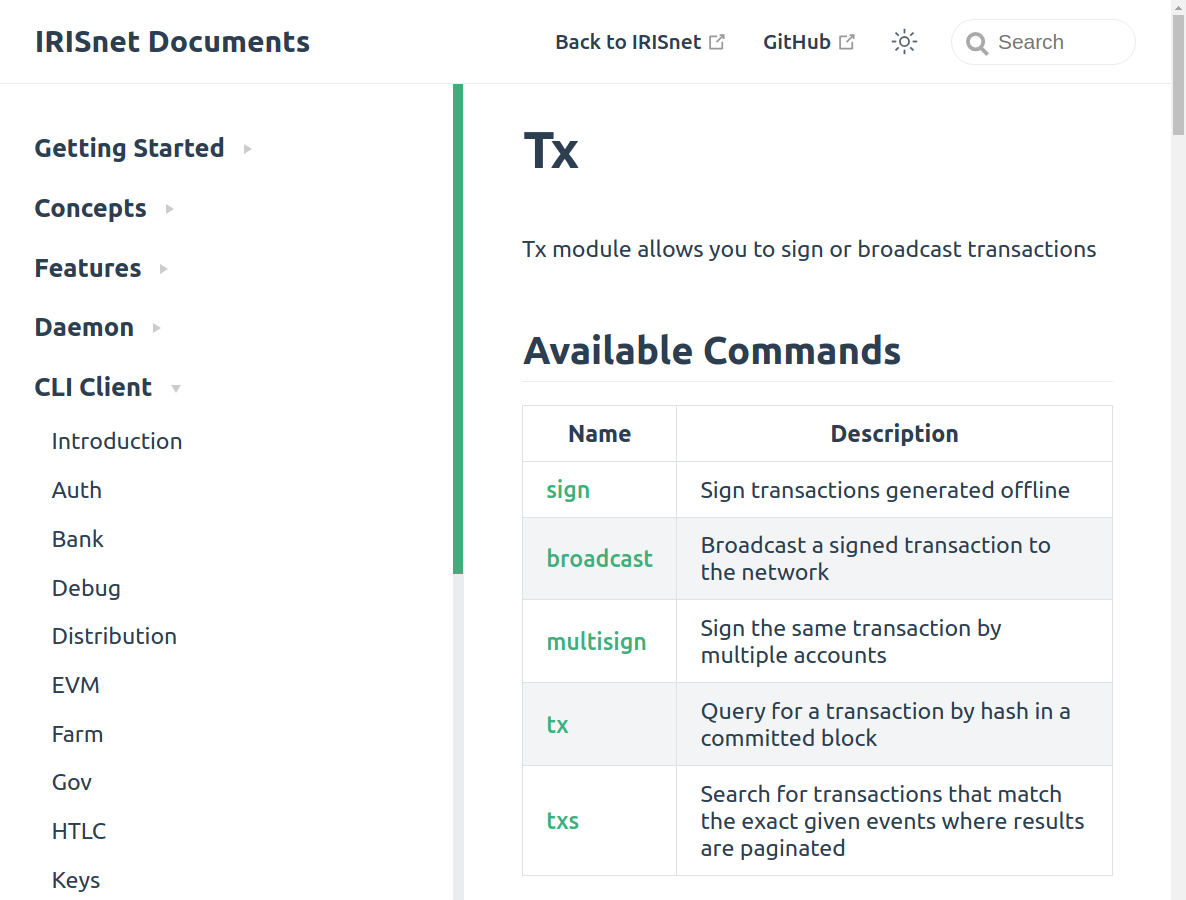 IRISnet Documents
Back to IRISnet
GitHub
Search
Getting Started
Concepts
Features
Daemon
CLI Client
Introduction
Auth
Bank
Debug
Distribution
EVM
Farm
Gov
HTLC
Keys
Tx
Tx module allows you to sign or broadcast transactions
Available Commands
Name Description
sign Sign transactions generated offline
broadcast Broadcast a signed transaction to
the network
multisign Sign the same transaction by
multiple accounts
tx Query for a transaction by hash in a
committed block
txs Search for transactions that match
the exact given events where results
are paginated